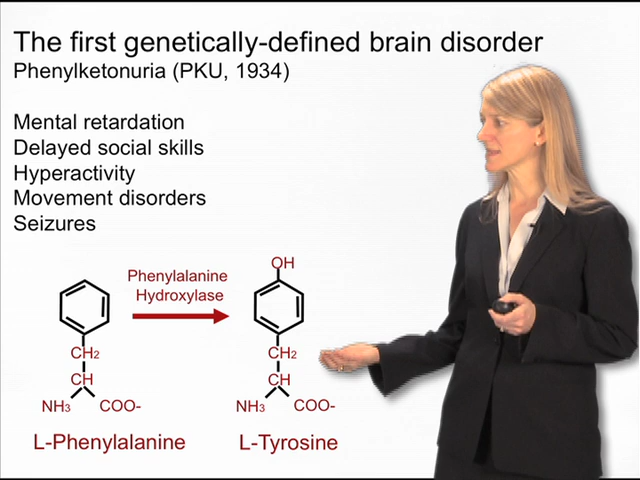 The first genetically-defined brain disorder
Phenylketonuria (PKU, 1934)
Mental retardation
Delayed social skills
Hyperactivity
Movement disorders
Seizures
Phenylalanine
Hydroxylase
OH
CH2
CH
NH3 COO-
L-Phenylalanine
CH2
CH
NH3 COO-
L-Tyrosine